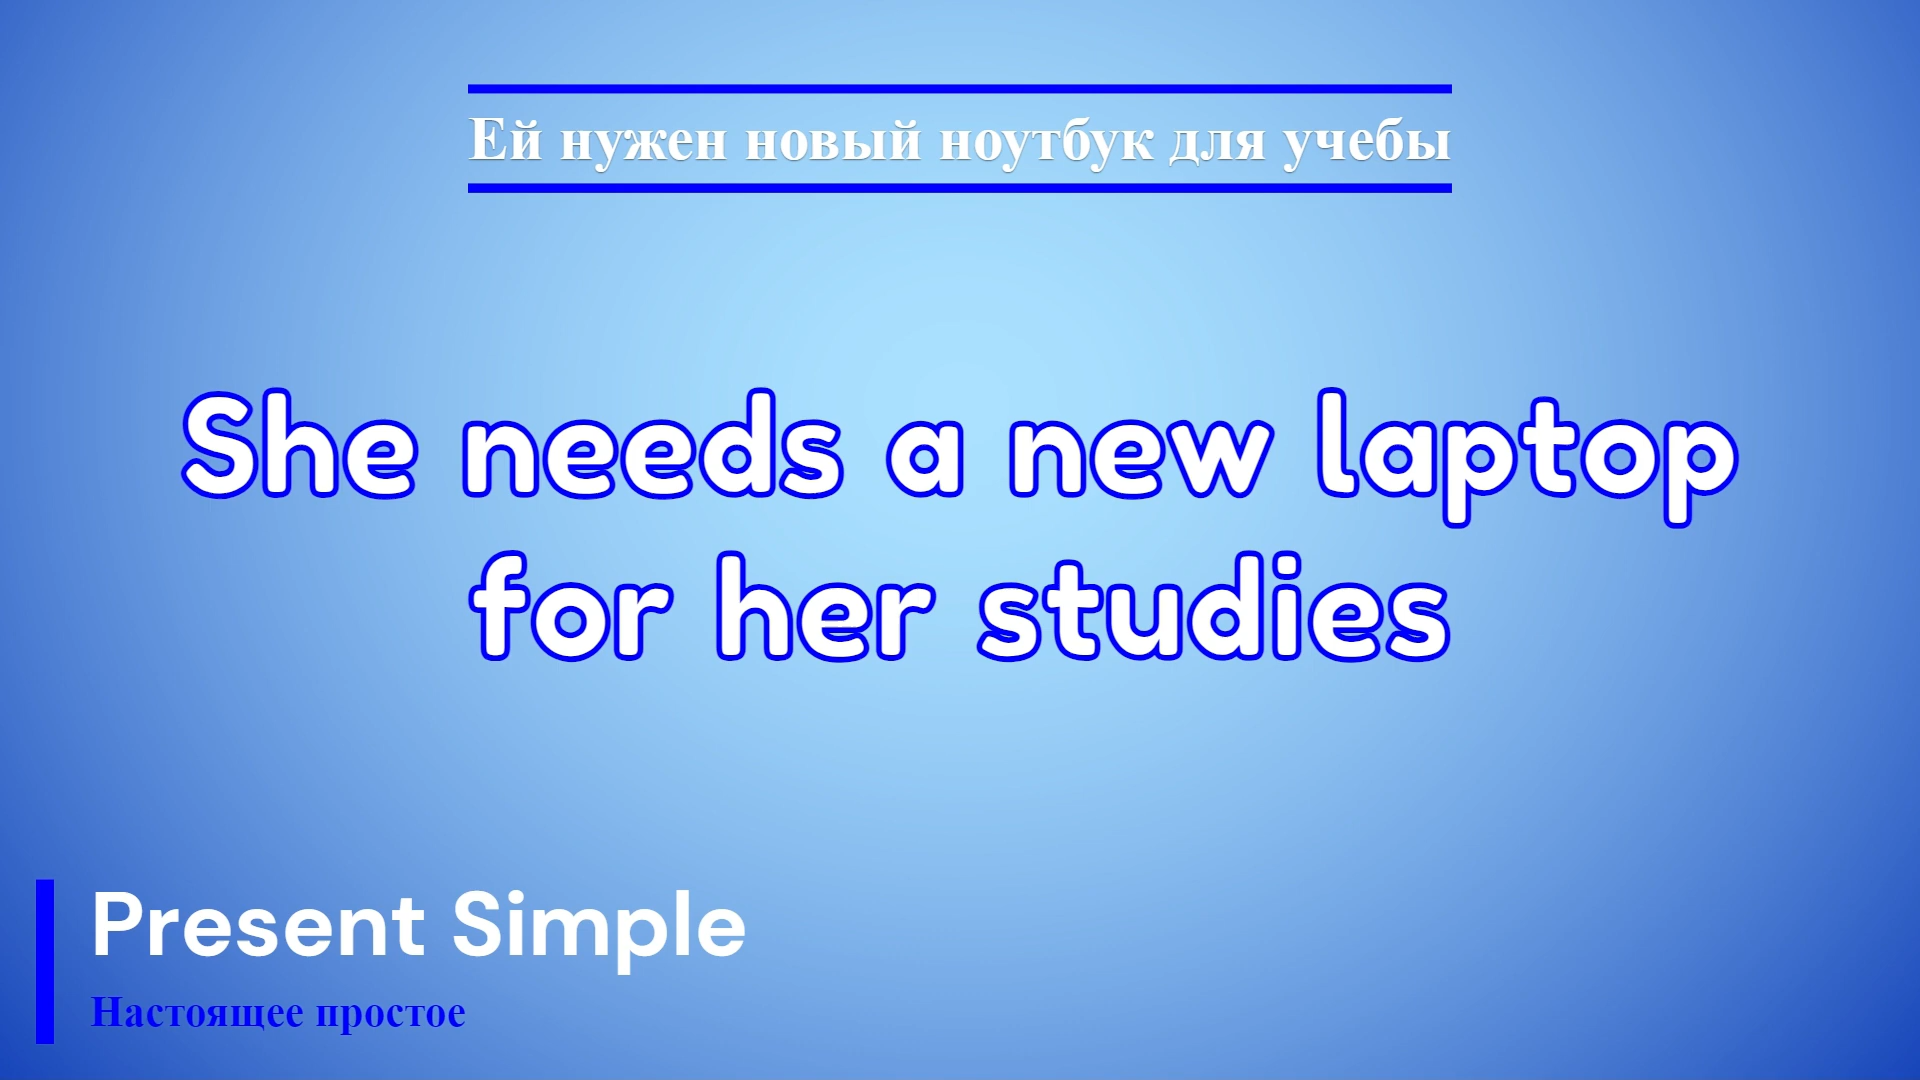 Ей нужен новый ноутбук для учебы
She needs a new laptop
for her studies
Present Simple
Настоящее простое